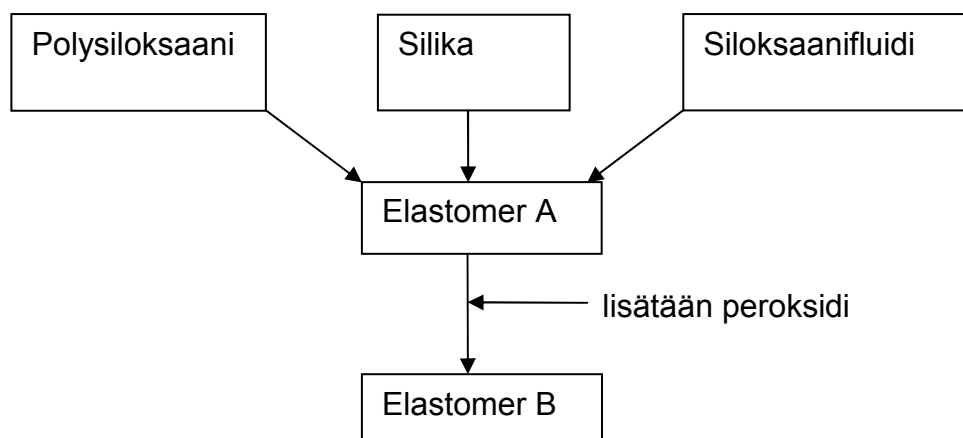 Polysiloksaani
Silika
Siloksaanifluidi
Elastomer A
lisätään peroksidi
Elastomer B